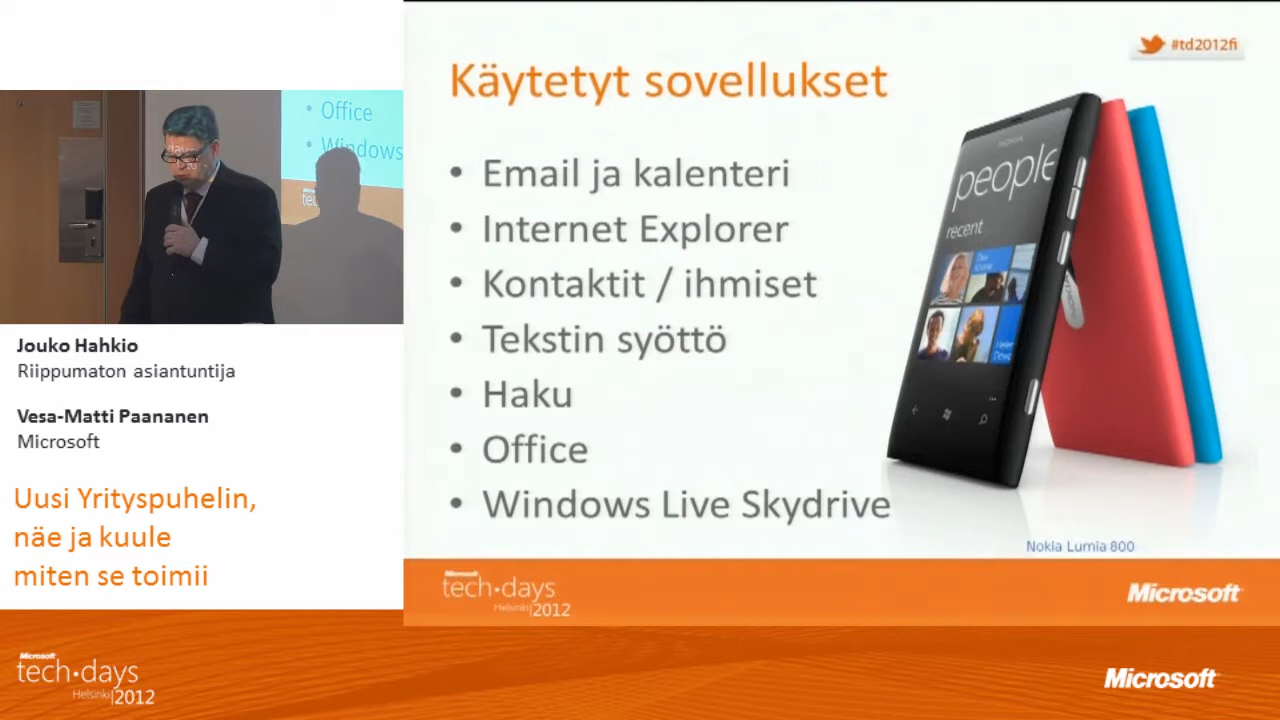 #td2012fi
Käytetyt sovellukset
• Email ja kalenteri
• Internet Explorer
• Kontaktit / ihmiset
• Tekstin syöttö
• Haku
• Office
• Windows Live Skydrive
people
recent
Nokia Lumia 800
Microsoft
tech·days
Helsinki|2012
Microsoft
• Office
• Windows
Jouko Hahkio
Riippumaton asiantuntija
Vesa-Matti Paananen
Microsoft
Uusi Yrityspuhelin,
näe ja kuule
miten se toimii
Microsoft
tech·days
Helsinki|2012
Microsoft